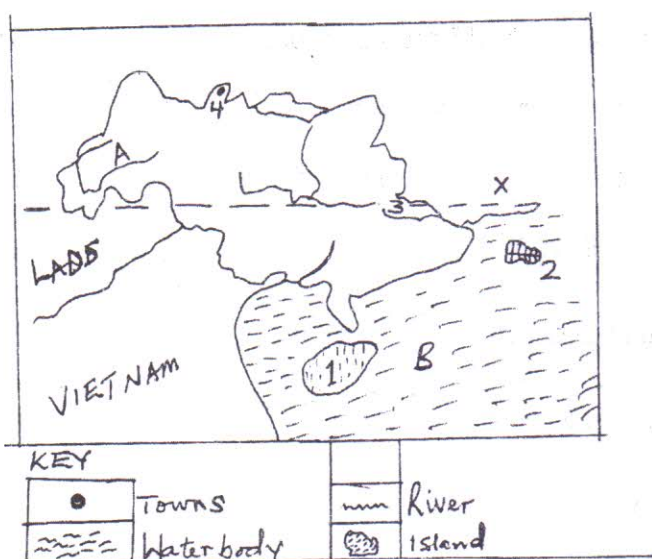 A
4
X
3
LAOS
2
1
B
VIETNAM
KEY
Towns
River
Waterbody
Island